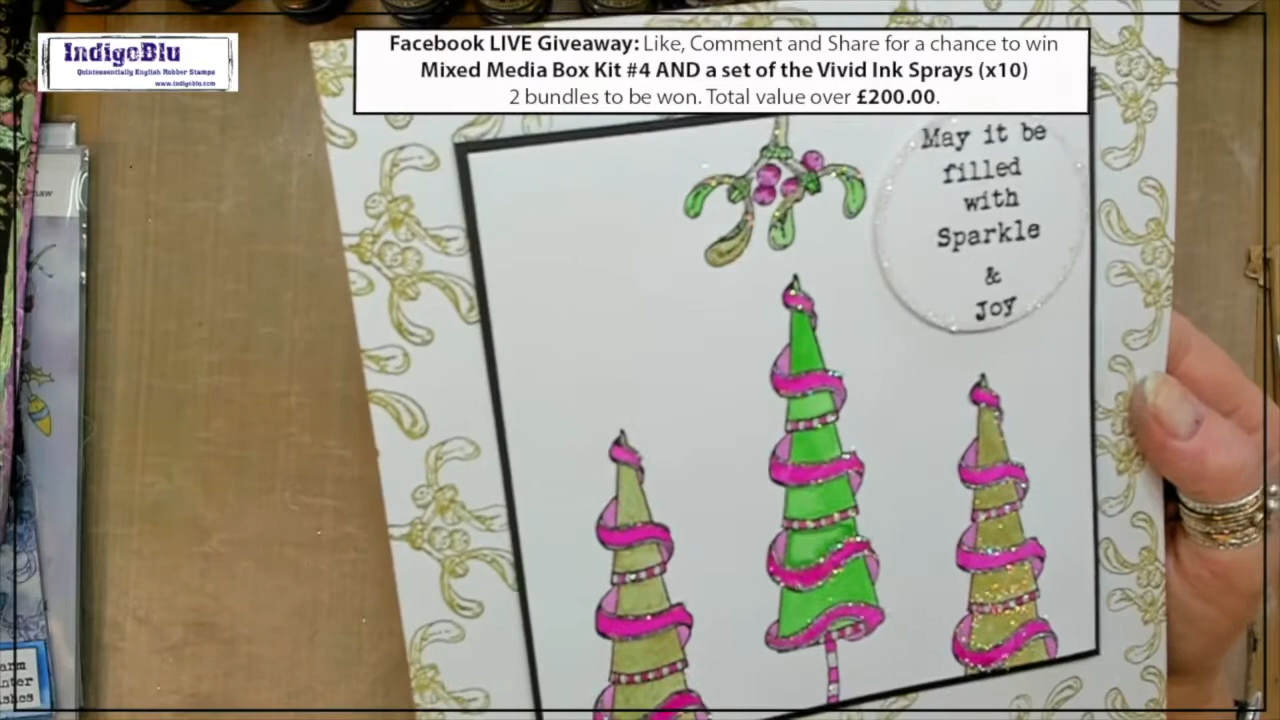 IndigoBlu
Quintessentially English Rubber Stamps
www.indigoblu.com
Facebook LIVE Giveaway: Like, Comment and Share for a chance to win
Mixed Media Box Kit #4 AND a set of the Vivid Ink Sprays (x10)
2 bundles to be won. Total value over £200.00.
May it be
filled
with
Sparkle
&
Joy